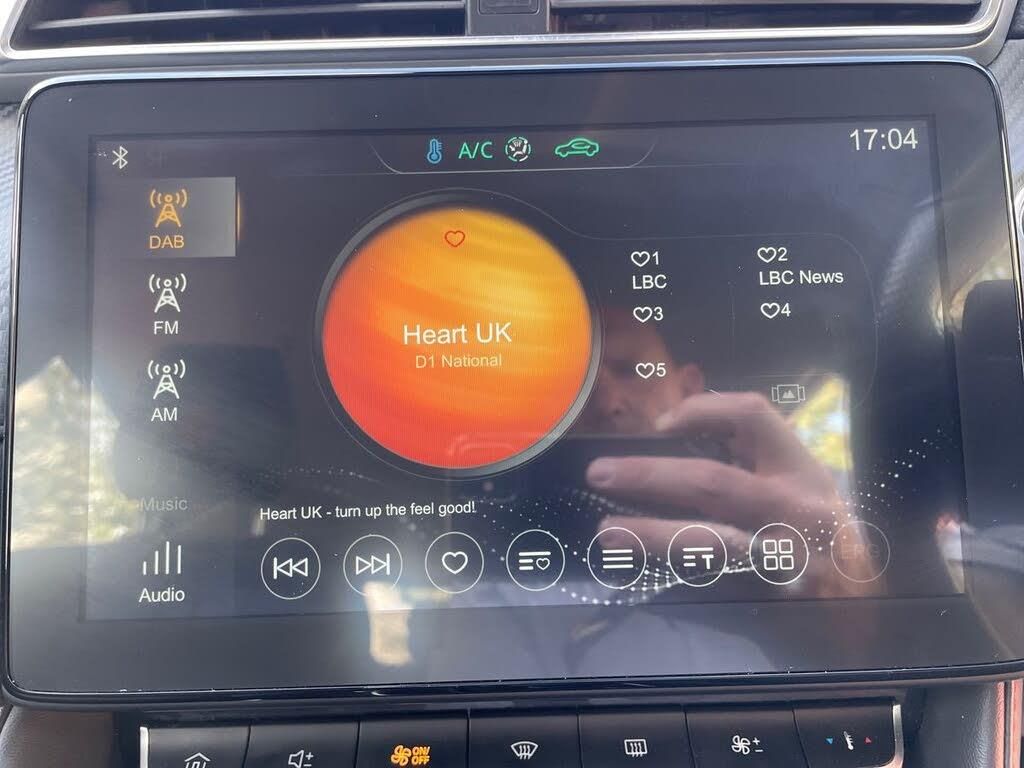 A/C
17:04
DAB
FM
AM
Music
Audio
Heart UK
D1 National
1
LBC
2
LBC News
3
4
5
Heart UK - turn up the feel good!
T
EPG
ON/
OFF